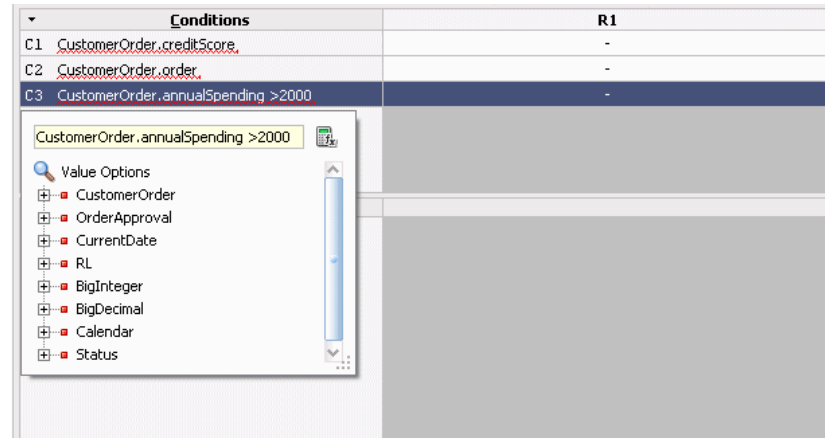 Conditions R1
C1 CustomerOrder.creditScore -
C2 CustomerOrder.order -
C3 CustomerOrder.annualSpending >2000 -
CustomerOrder.annualSpending >2000
Value Options
CustomerOrder
OrderApproval
CurrentDate
RL
BigInteger
BigDecimal
Calendar
Status